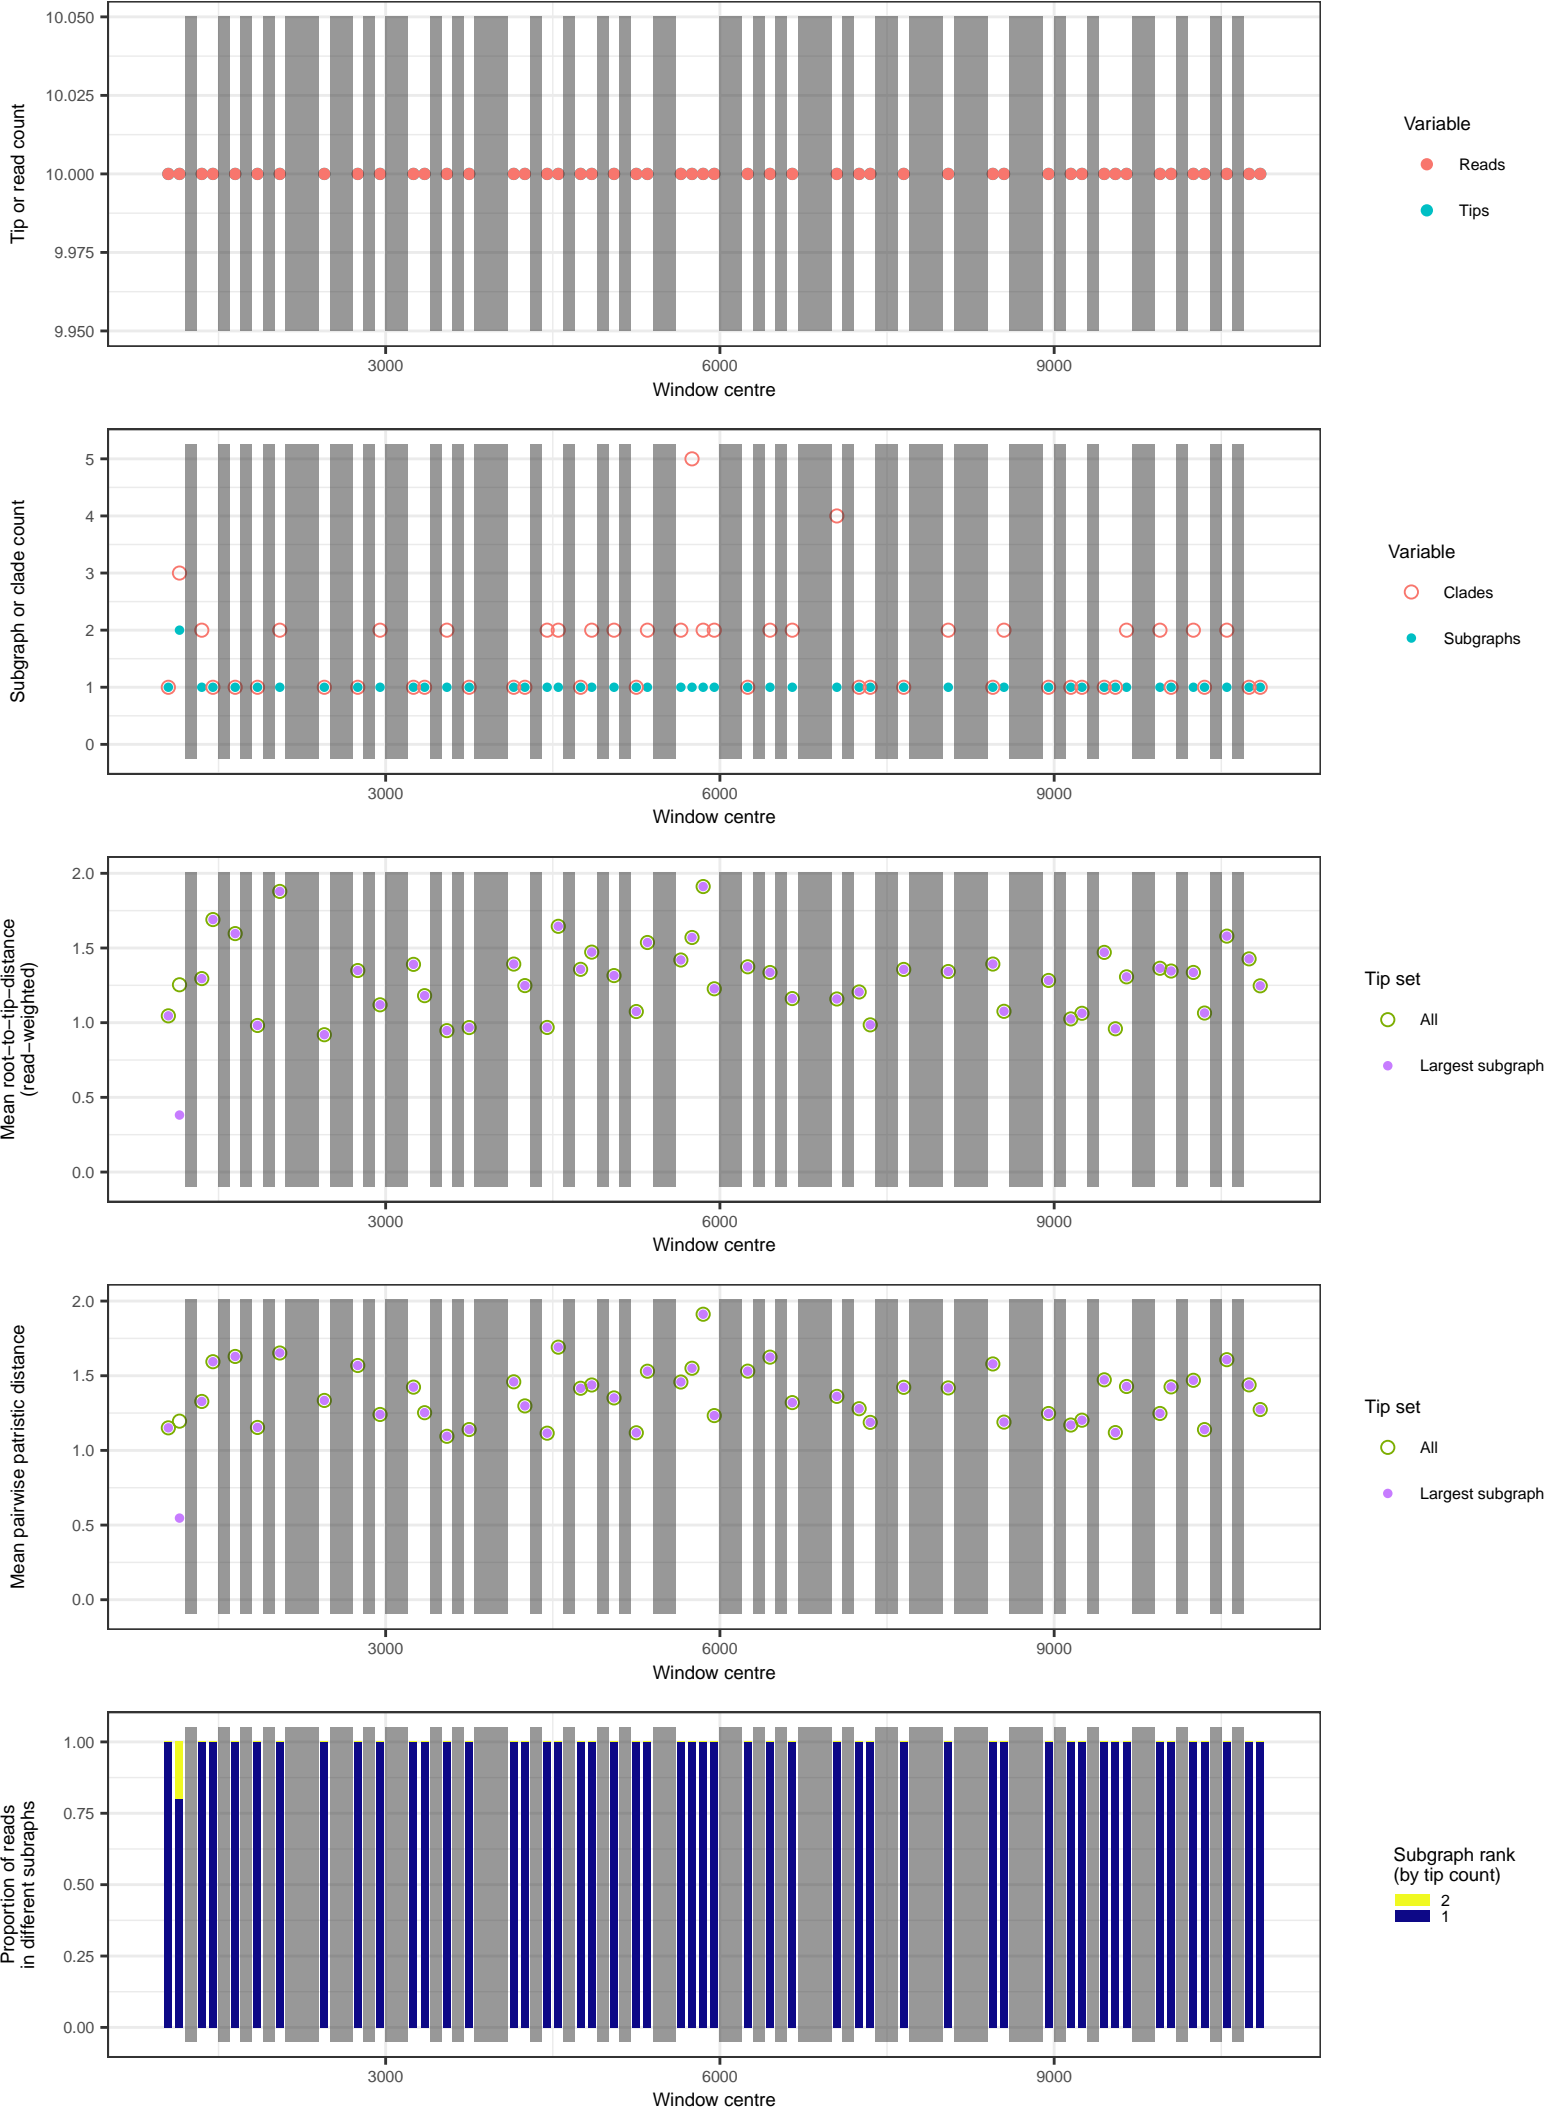 10.050
10.025
10.000
9.975
9.950
Tip or read count
3000
6000
9000
Window centre
Variable
Reads
Tips
5
4
3
2
1
0
Subgraph or clade count
3000
6000
9000
Window centre
Variable
Clades
Subgraphs
2.0
1.5
1.0
0.5
0.0
Mean root−to−tip−distance
(read−weighted)
3000
6000
9000
Window centre
Tip set
All
Largest subgraph
2.0
1.5
1.0
0.5
0.0
Mean pairwise patristic distance
3000
6000
9000
Window centre
Tip set
All
Largest subgraph
1.00
0.75
0.50
0.25
0.00
Proportion of reads
in different subraphs
3000
6000
9000
Window centre
Subgraph rank
(by tip count)
2
1